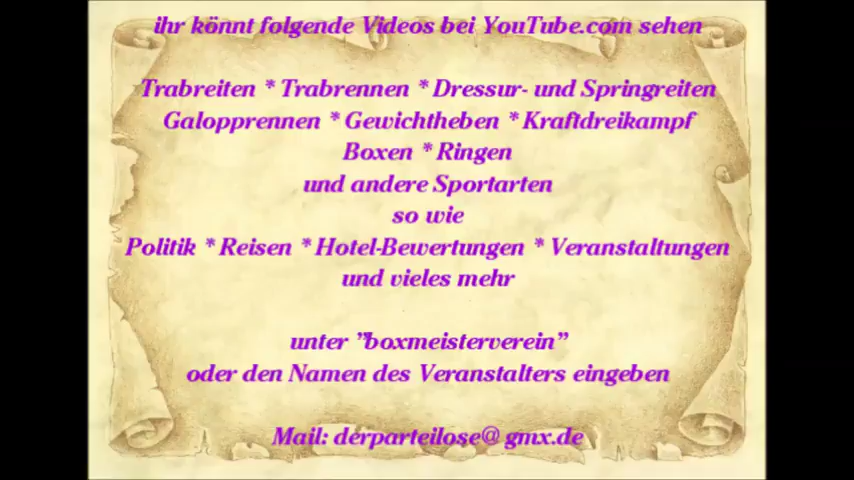 ihr könnt folgende Videos bei YouTube.com sehen
Trabreiten * Trabrennen * Dressur- und Springreiten
Galopprennen * Gewichtheben * Kraftdreikampf
Boxen * Ringen
und andere Sportarten
so wie
Politik * Reisen * Hotel-Bewertungen * Veranstaltungen
und vieles mehr
unter "boxmeisterverein"
oder den Namen des Veranstalters eingeben
Mail: derparteilose@gmx.de